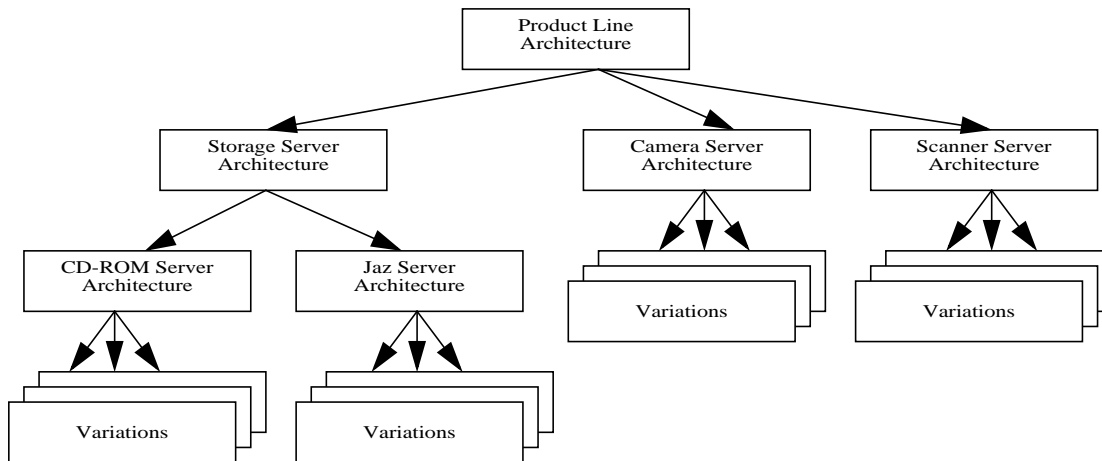 Product Line
Architecture
Storage Server
Architecture
Camera Server
Architecture
Scanner Server
Architecture
CD-ROM Server
Architecture
Jaz Server
Architecture
Variations
Variations
Variations
Variations